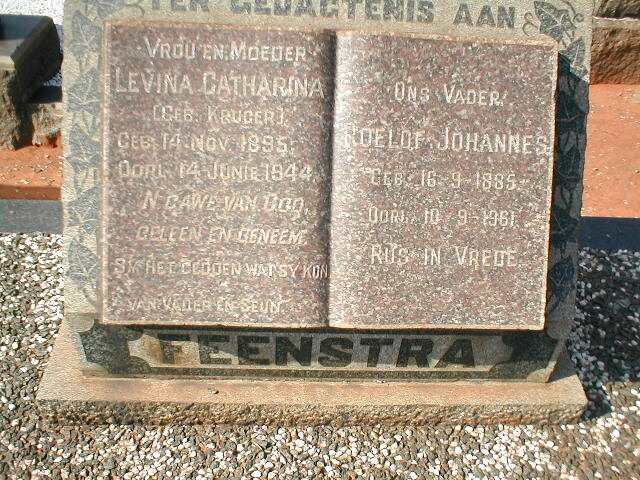 TER GEDAGTENIS AAN
VROU EN MOEDER
LEVINA CATHARINA
(GEB. KRUGER).
GEB. 14 NOV. 1895.
OORL. 14 JUNIE 1944.
'N GAWE VAN GOD,
GELEEN EN GENEEM,
SY HET GEDOEN WAT SY KON
VAN VADER EN SEUN
ONS VADER
ROELOF JOHANNES
GEB. 16-9-1885
OORL. 10-9-1961.
RUS IN VREDE
FEENSTRA